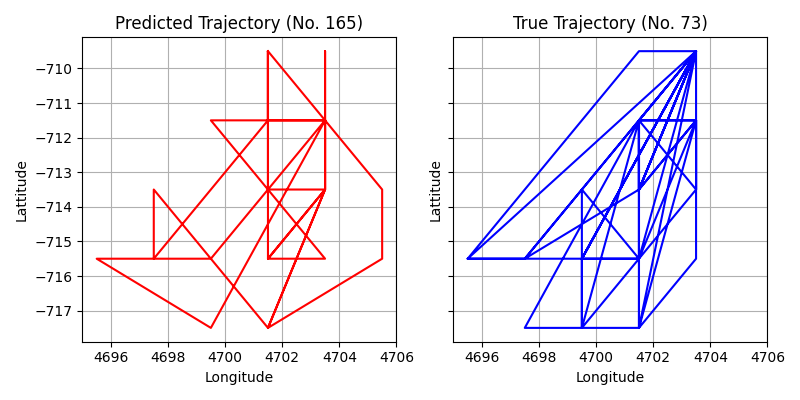 Predicted Trajectory (No. 165)
True Trajectory (No. 73)
Lattitude
−710
−711
−712
−713
−714
−715
−716
−717
4696 4698 4700 4702 4704 4706
Longitude
Lattitude
4696 4698 4700 4702 4704 4706
Longitude